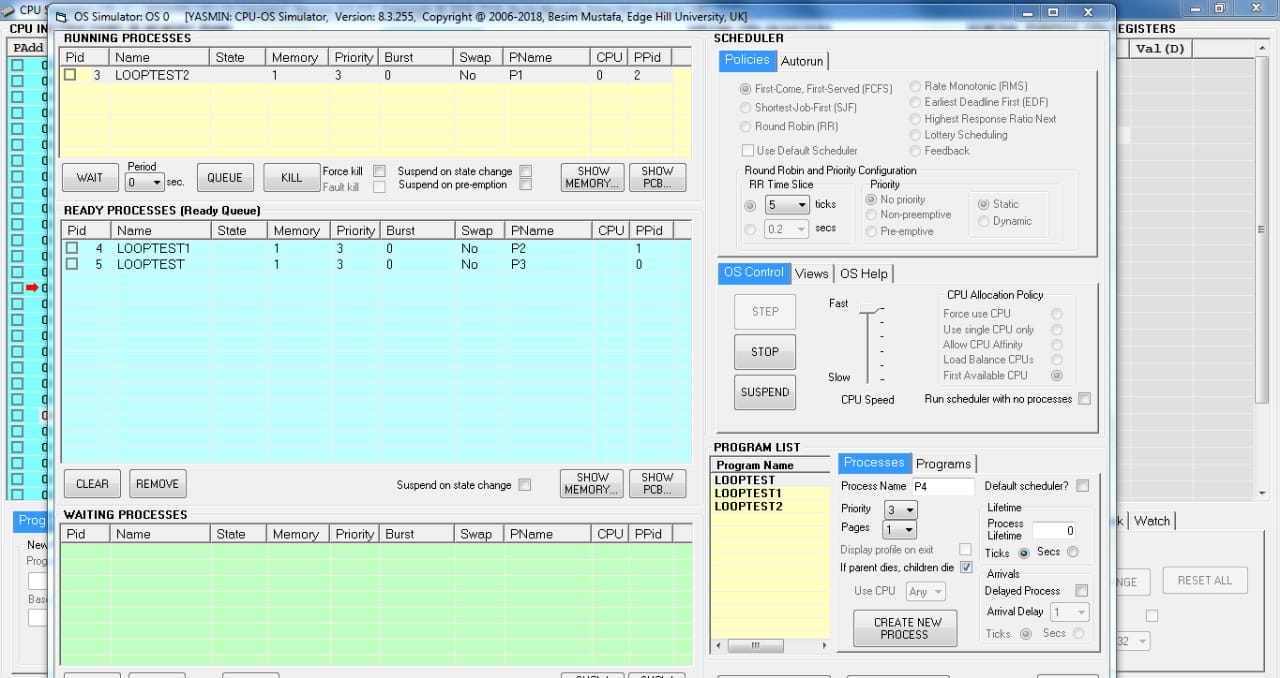 CPU S
OS Simulator: OS 0 [YASMIN: CPU-OS Simulator, Version: 8.3.255, Copyright @ 2006-2018, Besim Mustafa, Edge Hill University, UK]
CPU IN
PAdd
RUNNING PROCESSES
Pid Name State Memory Priority Burst Swap PName CPU PPid
3 LOOPTEST2 1 3 0 No P1 0 2
WAIT
Period
0 sec.
QUEUE
KILL
Force kill
Fault kill
Suspend on state change
Suspend on pre-emption
SHOW MEMORY...
SHOW PCB...
READY PROCESSES (Ready Queue)
Pid Name State Memory Priority Burst Swap PName CPU PPid
4 LOOPTEST1 1 3 0 No P2 1
5 LOOPTEST 1 3 0 No P3 0
CLEAR
REMOVE
Suspend on state change
SHOW MEMORY...
SHOW PCB...
WAITING PROCESSES
Pid Name State Memory Priority Burst Swap PName CPU PPid
SCHEDULER
Policies Autorun
First-Come, First-Served (FCFS)
Shortest-Job-First (SJF)
Round Robin (RR)
Use Default Scheduler
Rate Monotonic (RMS)
Earliest Deadline First (EDF)
Highest Response Ratio Next
Lottery Scheduling
Feedback
Round Robin and Priority Configuration
RR Time Slice
5 ticks
0.2 secs
Priority
No priority
Non-preemptive
Pre-emptive
Static
Dynamic
OS Control Views OS Help
STEP
STOP
SUSPEND
Fast
Slow
CPU Speed
CPU Allocation Policy
Force use CPU
Use single CPU only
Allow CPU Affinity
Load Balance CPUs
First Available CPU
Run scheduler with no processes
PROGRAM LIST
Program Name
LOOPTEST
LOOPTEST1
LOOPTEST2
Processes Programs
Process Name P4
Priority 3
Pages 1
Display profile on exit
If parent dies, children die
Use CPU Any
CREATE NEW PROCESS
Default scheduler?
Lifetime
Process Lifetime 0
Ticks Secs
Arrivals
Delayed Process
Arrival Delay 1
Ticks Secs
EGISTERS
Val (D)
Watch
NGE
RESET ALL
32
Prog
New
Prog
Bas